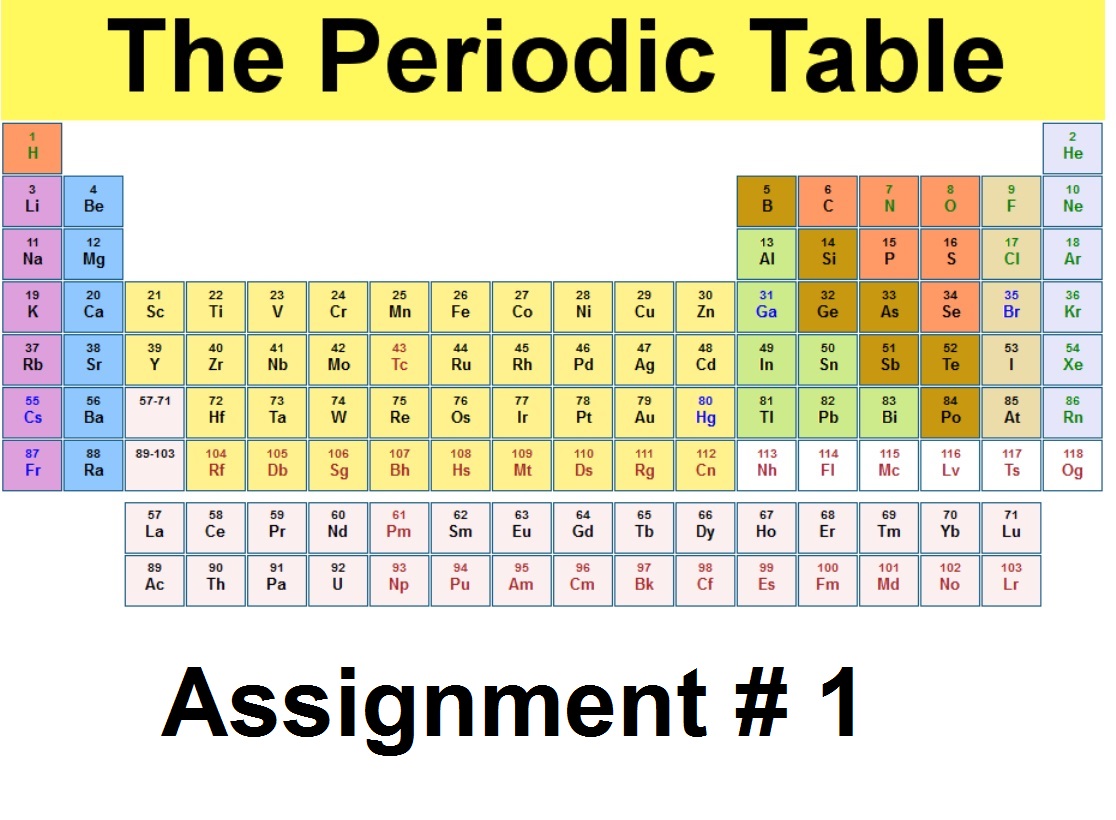 The Periodic Table
1 2
H He
3 4 5 6 7 8 9 10
Li Be B C N O F Ne
11 12 13 14 15 16 17 18
Na Mg Al Si P S Cl Ar
19 20 21 22 23 24 25 26 27 28 29 30 31 32 33 34 35 36
K Ca Sc Ti V Cr Mn Fe Co Ni Cu Zn Ga Ge As Se Br Kr
37 38 39 40 41 42 43 44 45 46 47 48 49 50 51 52 53 54
Rb Sr Y Zr Nb Mo Tc Ru Rh Pd Ag Cd In Sn Sb Te I Xe
55 56 57-71 72 73 74 75 76 77 78 79 80 81 82 83 84 85 86
Cs Ba Hf Ta W Re Os Ir Pt Au Hg Tl Pb Bi Po At Rn
87 88 89-103 104 105 106 107 108 109 110 111 112 113 114 115 116 117 118
Fr Ra Rf Db Sg Bh Hs Mt Ds Rg Cn Nh Fl Mc Lv Ts Og
57 58 59 60 61 62 63 64 65 66 67 68 69 70 71
La Ce Pr Nd Pm Sm Eu Gd Tb Dy Ho Er Tm Yb Lu
89 90 91 92 93 94 95 96 97 98 99 100 101 102 103
Ac Th Pa U Np Pu Am Cm Bk Cf Es Fm Md No Lr
Assignment # 1